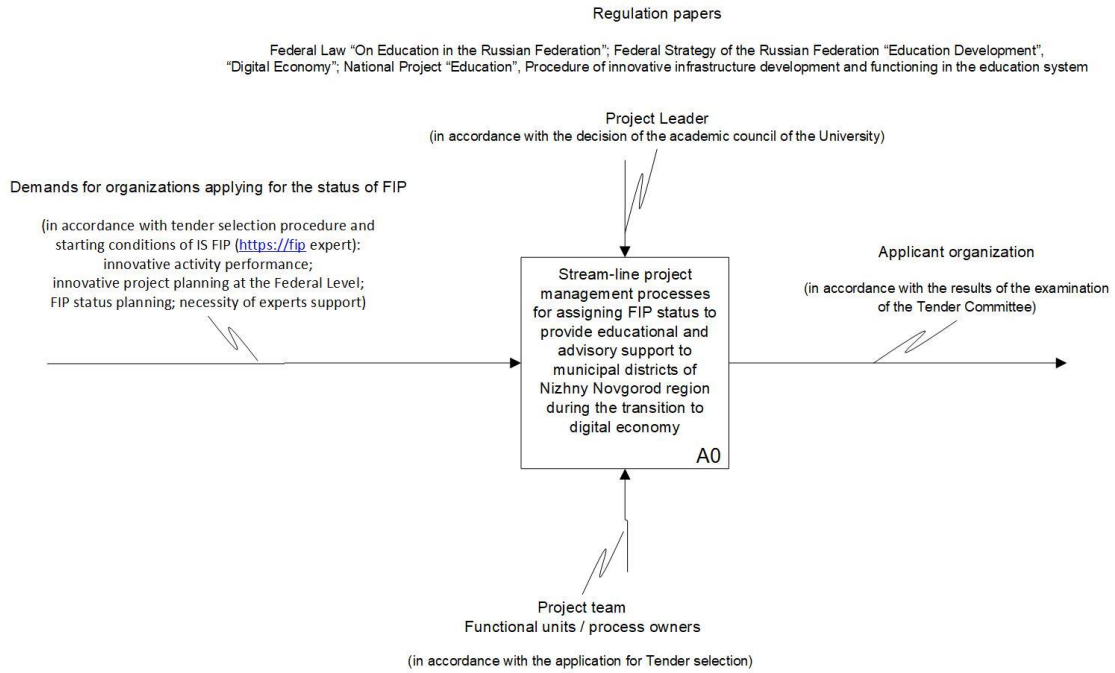 Regulation papers
Federal Law “On Education in the Russian Federation”; Federal Strategy of the Russian Federation “Education Development”,
“Digital Economy”; National Project “Education”, Procedure of innovative infrastructure development and functioning in the education system
Project Leader
(in accordance with the decision of the academic council of the University)
Demands for organizations applying for the status of FIP
(in accordance with tender selection procedure and
starting conditions of IS FIP (https://fip expert):
innovative activity performance;
innovative project planning at the Federal Level;
FIP status planning; necessity of experts support)
Stream-line project
management processes
for assigning FIP status to
provide educational and
advisory support to
municipal districts of
Nizhny Novgorod region
during the transition to
digital economy
A0
Applicant organization
(in accordance with the results of the examination
of the Tender Committee)
Project team
Functional units / process owners
(in accordance with the application for Tender selection)